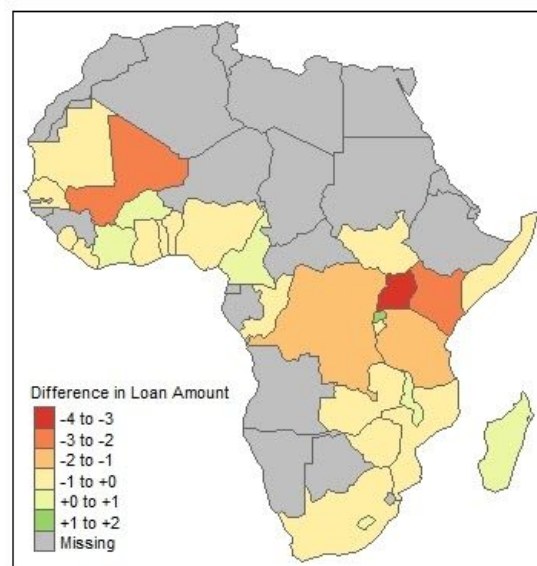 Difference in Loan Amount
-4 to -3
-3 to -2
-2 to -1
-1 to +0
+0 to +1
+1 to +2
Missing